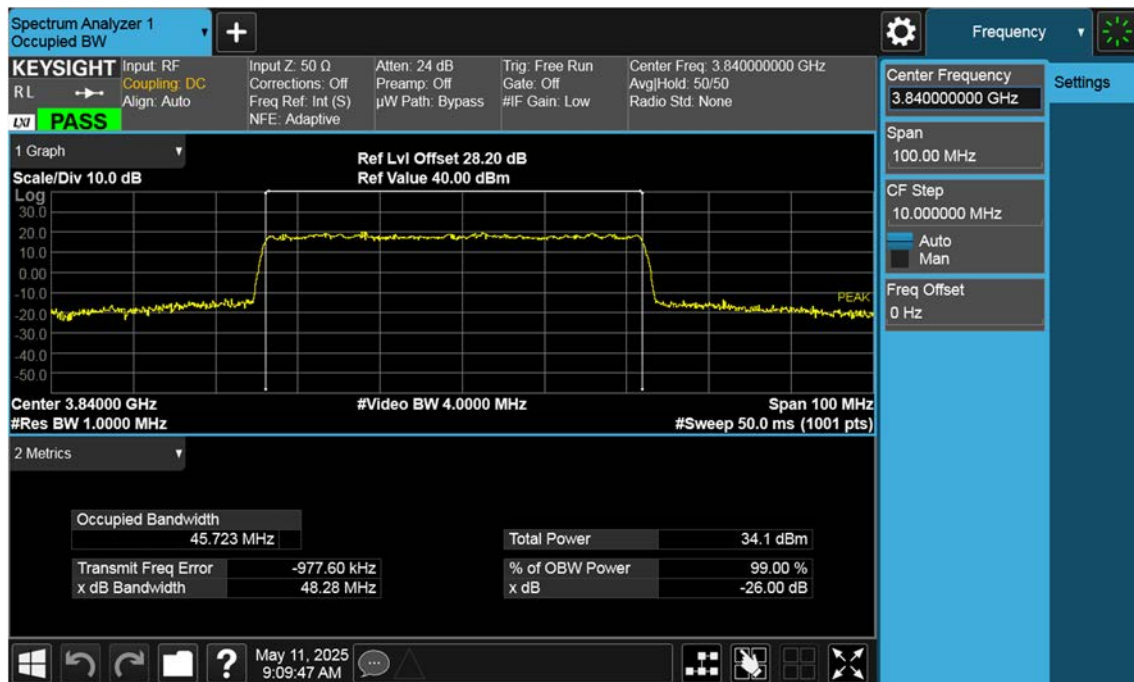 Spectrum Analyzer 1
Occupied BW
+
Frequency
KEYSIGHT
RL
LXI PASS
Input: RF
Coupling: DC
Align: Auto
Input Z: 50 Ω
Corrections: Off
Freq Ref: Int (S)
NFE: Adaptive
Atten: 24 dB
Preamp: Off
µW Path: Bypass
Trig: Free Run
Gate: Off
#IF Gain: Low
Center Freq: 3.840000000 GHz
Avg|Hold: 50/50
Radio Std: None
Center Frequency
3.840000000 GHz
Settings
Span
100.00 MHz
CF Step
10.000000 MHz
Auto
Man
Freq Offset
0 Hz
1 Graph
Scale/Div 10.0 dB
Ref Lvl Offset 28.20 dB
Ref Value 40.00 dBm
Log
30.0
20.0
10.0
0.00
-10.0
-20.0
-30.0
-40.0
-50.0
PEAK
Center 3.84000 GHz
#Res BW 1.0000 MHz
#Video BW 4.0000 MHz
Span 100 MHz
#Sweep 50.0 ms (1001 pts)
2 Metrics
Occupied Bandwidth
45.723 MHz
Total Power 34.1 dBm
Transmit Freq Error -977.60 kHz
% of OBW Power 99.00 %
x dB Bandwidth 48.28 MHz
x dB -26.00 dB
?
May 11, 2025
9:09:47 AM